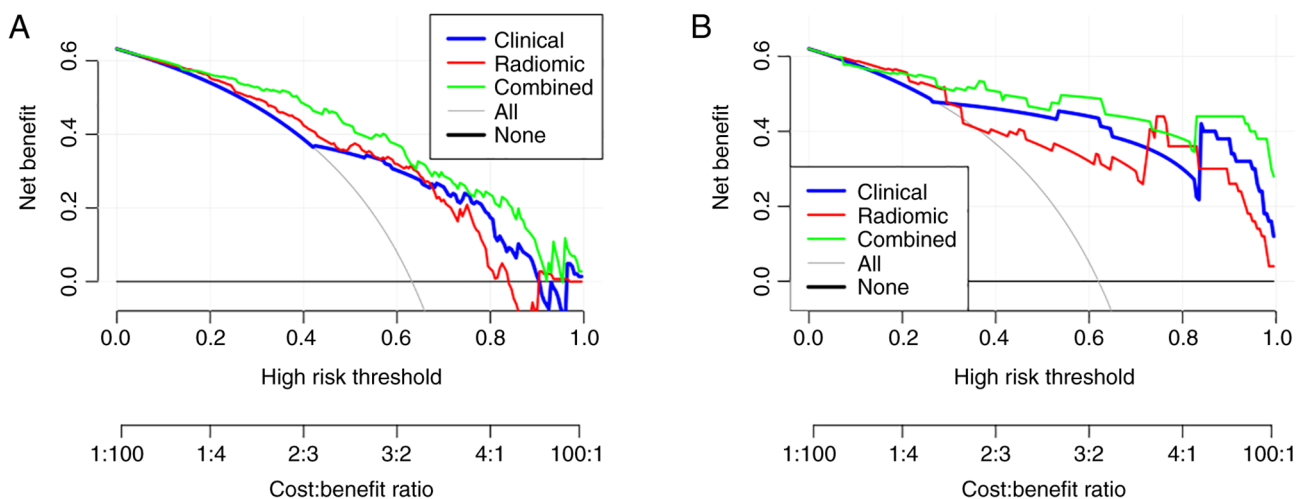 A
Net benefit
0.6
0.4
0.2
0.0
Clinical
Radiomic
Combined
All
None
0.0 0.2 0.4 0.6 0.8 1.0
High risk threshold
1:100 1:4 2:3 3:2 4:1 100:1
Cost:benefit ratio
B
Net benefit
0.6
0.4
0.2
0.0
Clinical
Radiomic
Combined
All
None
0.0 0.2 0.4 0.6 0.8 1.0
High risk threshold
1:100 1:4 2:3 3:2 4:1 100:1
Cost:benefit ratio